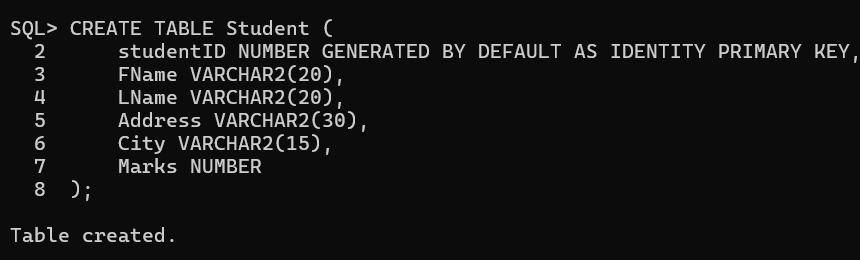 SQL> CREATE TABLE Student (
  2      studentID NUMBER GENERATED BY DEFAULT AS IDENTITY PRIMARY KEY,
  3      FName VARCHAR2(20),
  4      LName VARCHAR2(20),
  5      Address VARCHAR2(30),
  6      City VARCHAR2(15),
  7      Marks NUMBER
  8  );
Table created.